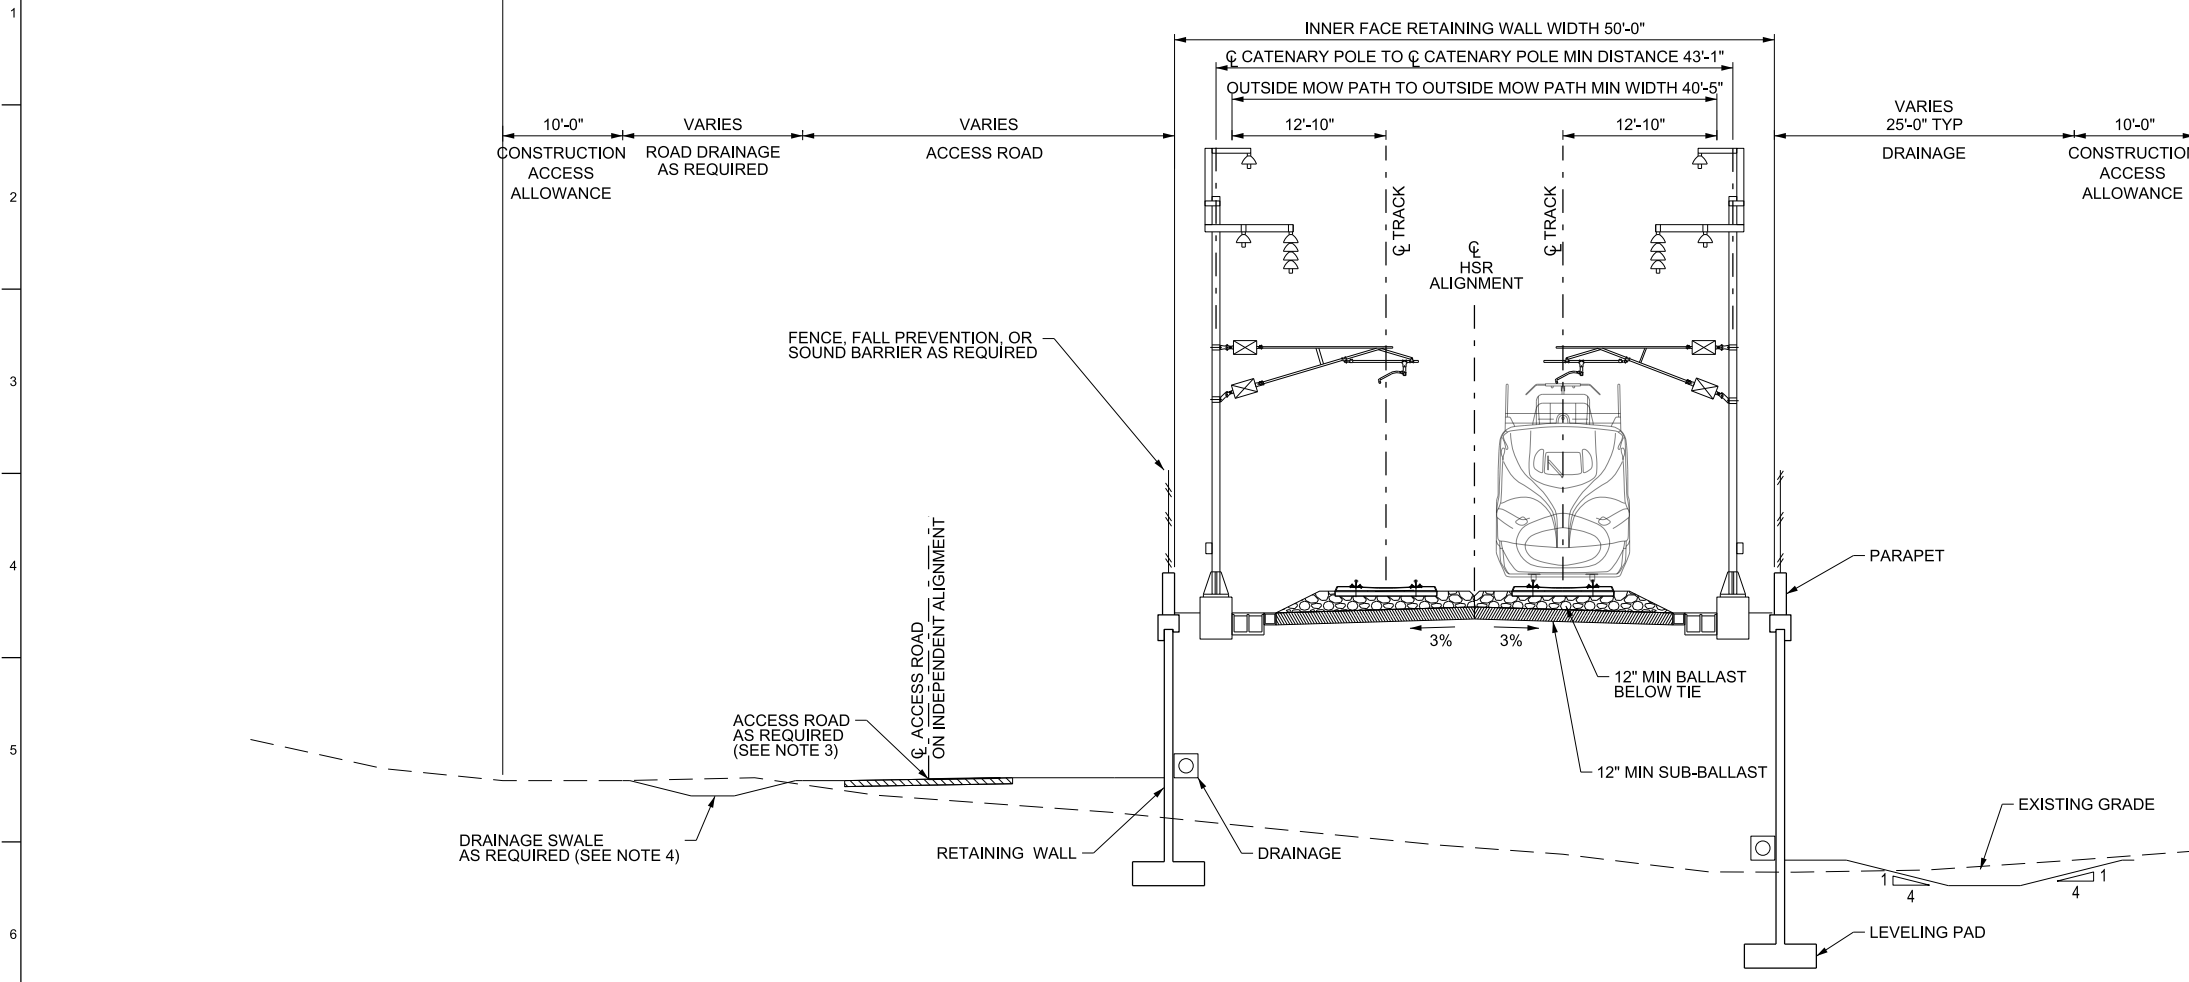 1
2
3
4
5
6
INNER FACE RETAINING WALL WIDTH 50'-0"
℄ CATENARY POLE TO ℄ CATENARY POLE MIN DISTANCE 43'-1"
OUTSIDE MOW PATH TO OUTSIDE MOW PATH MIN WIDTH 40'-5"
10'-0"
CONSTRUCTION
ACCESS
ALLOWANCE
VARIES
ROAD DRAINAGE
AS REQUIRED
VARIES
ACCESS ROAD
12'-10"
12'-10"
VARIES
25'-0" TYP
DRAINAGE
10'-0"
CONSTRUCTION
ACCESS
ALLOWANCE
℄ TRACK
℄
HSR
ALIGNMENT
℄ TRACK
FENCE, FALL PREVENTION, OR
SOUND BARRIER AS REQUIRED
℄ ACCESS ROAD
ON INDEPENDENT ALIGNMENT
PARAPET
3%
3%
12" MIN BALLAST
BELOW TIE
12" MIN SUB-BALLAST
ACCESS ROAD
AS REQUIRED
(SEE NOTE 3)
DRAINAGE SWALE
AS REQUIRED (SEE NOTE 4)
RETAINING WALL
DRAINAGE
EXISTING GRADE
1
4
1
4
LEVELING PAD